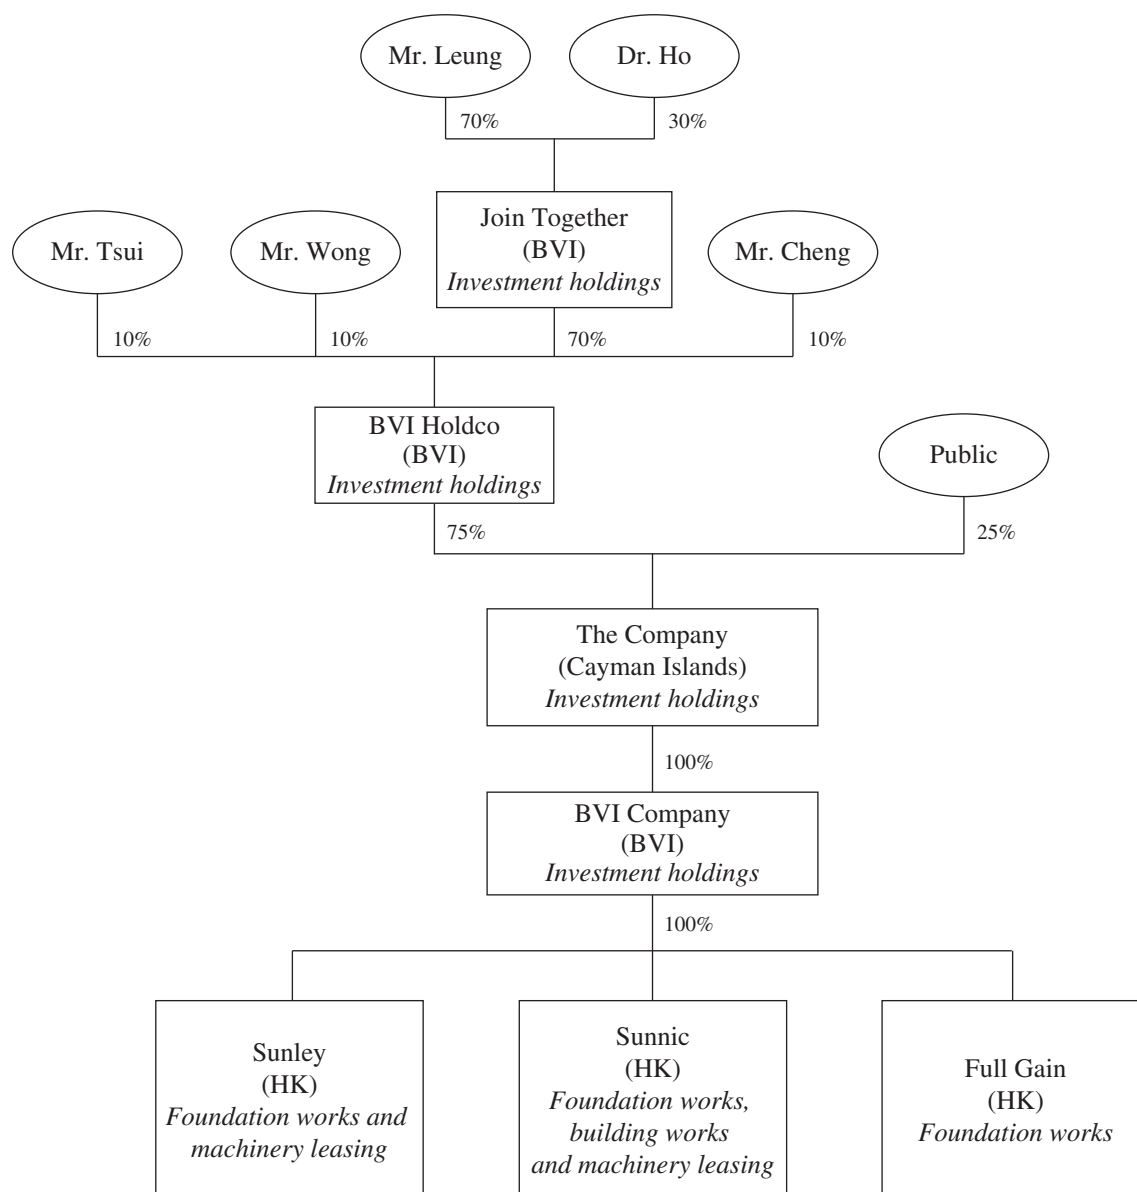 Mr. Leung
Dr. Ho
70%
30%
Join Together
(BVI)
Investment holdings
Mr. Tsui
Mr. Wong
Mr. Cheng
10%
10%
70%
10%
BVI Holdco
(BVI)
Investment holdings
Public
75%
25%
The Company
(Cayman Islands)
Investment holdings
100%
BVI Company
(BVI)
Investment holdings
100%
Sunley
(HK)
Foundation works and
machinery leasing
Sunnic
(HK)
Foundation works,
building works
and machinery leasing
Full Gain
(HK)
Foundation works